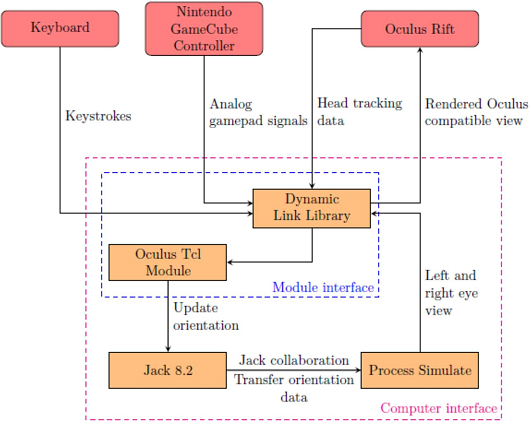 Keyboard
Nintendo
GameCube
Controller
Oculus Rift
Keystrokes
Analog
gamepad signals
Head tracking
data
Rendered Oculus
compatible view
Dynamic
Link Library
Oculus Tcl
Module
Module interface
Update
orientation
Left and
right eye
view
Jack 8.2
Jack collaboration
Transfer orientation
data
Process Simulate
Computer interface